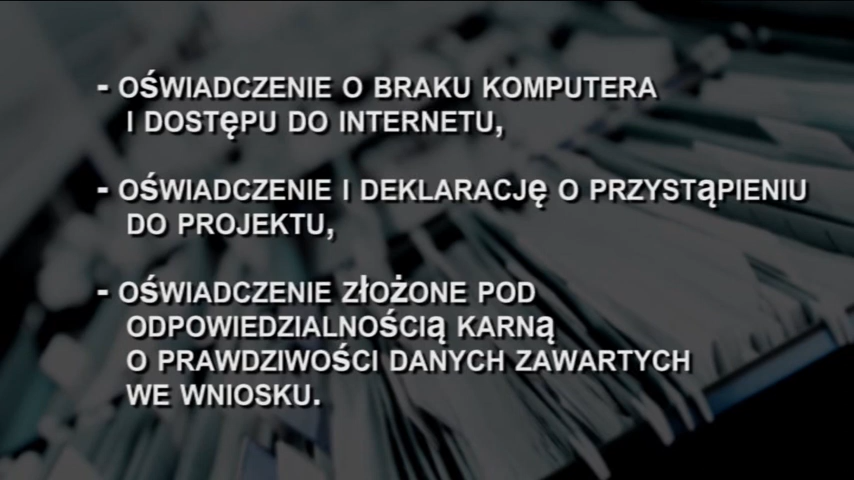 - OŚWIADCZENIE O BRAKU KOMPUTERA
I DOSTĘPU DO INTERNETU,
- OŚWIADCZENIE I DEKLARACJĘ O PRZYSTĄPIENIU
DO PROJEKTU,
- OŚWIADCZENIE ZŁOŻONE POD
ODPOWIEDZIALNOŚCIĄ KARNĄ
O PRAWDZIWOŚCI DANYCH ZAWARTYCH
WE WNIOSKU.